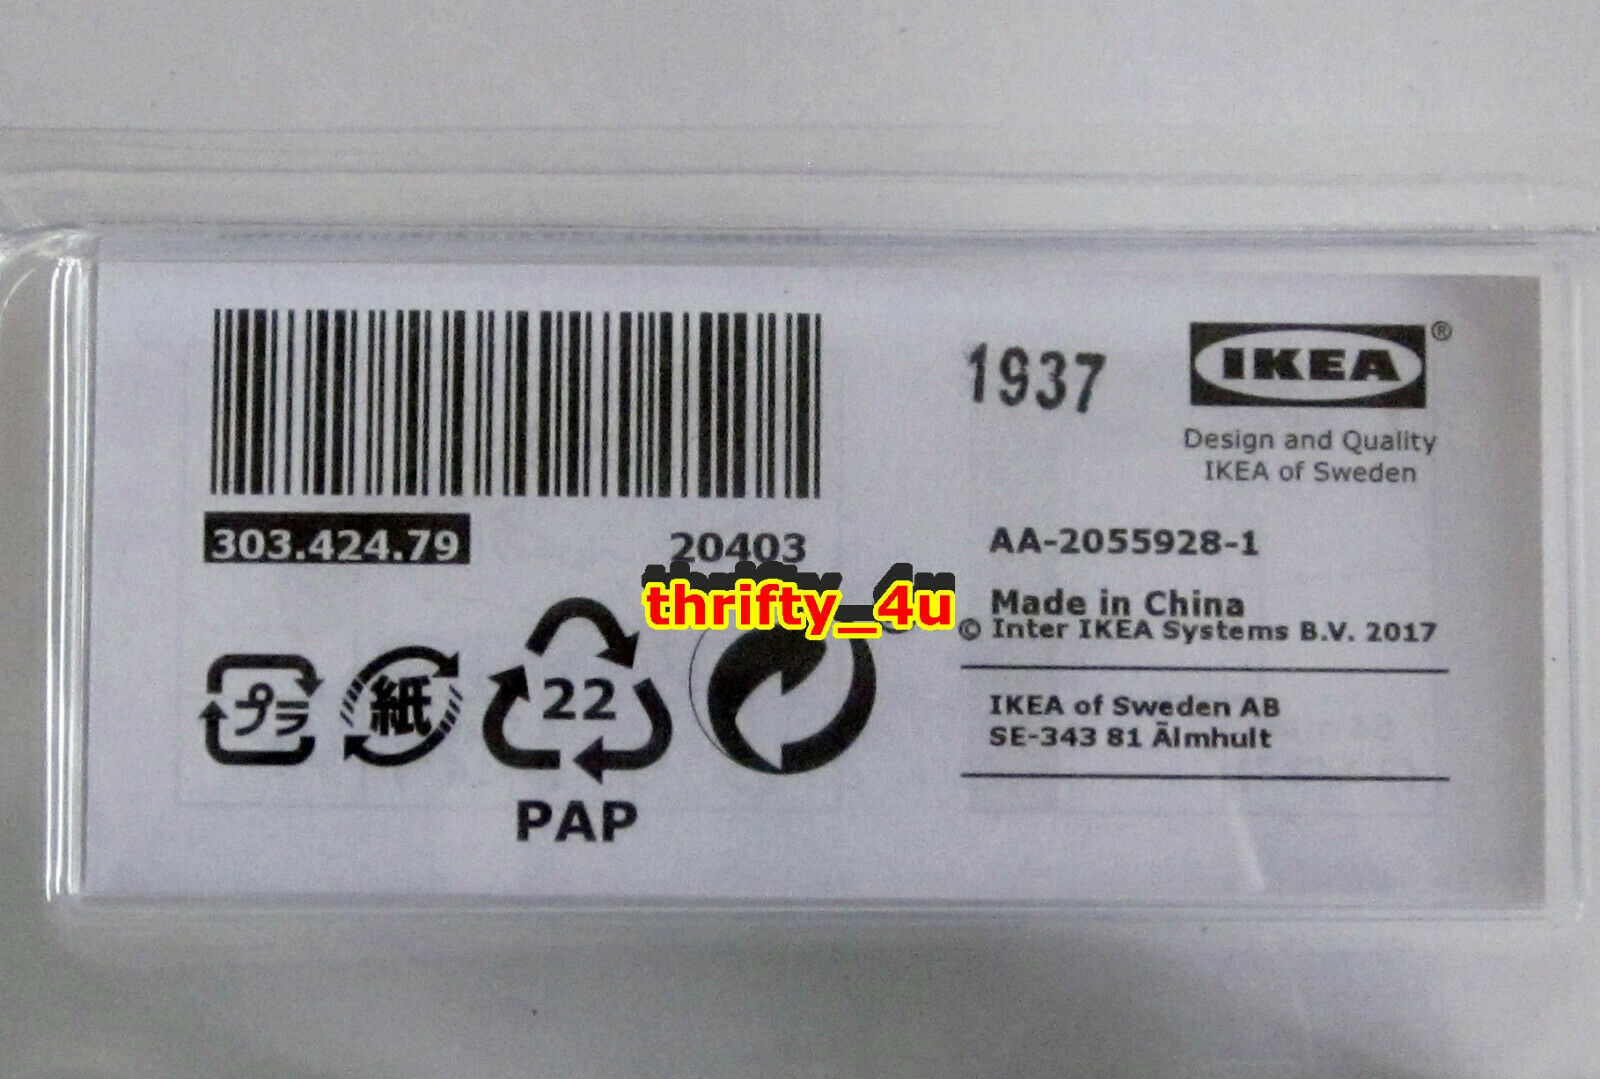 1937
IKEA®
Design and Quality
IKEA of Sweden
303.424.79
20403
AA-2055928-1
thrifty_4u
Made in China
© Inter IKEA Systems B.V. 2017
プラ
紙
22
PAP
IKEA of Sweden AB
SE-343 81 Älmhult